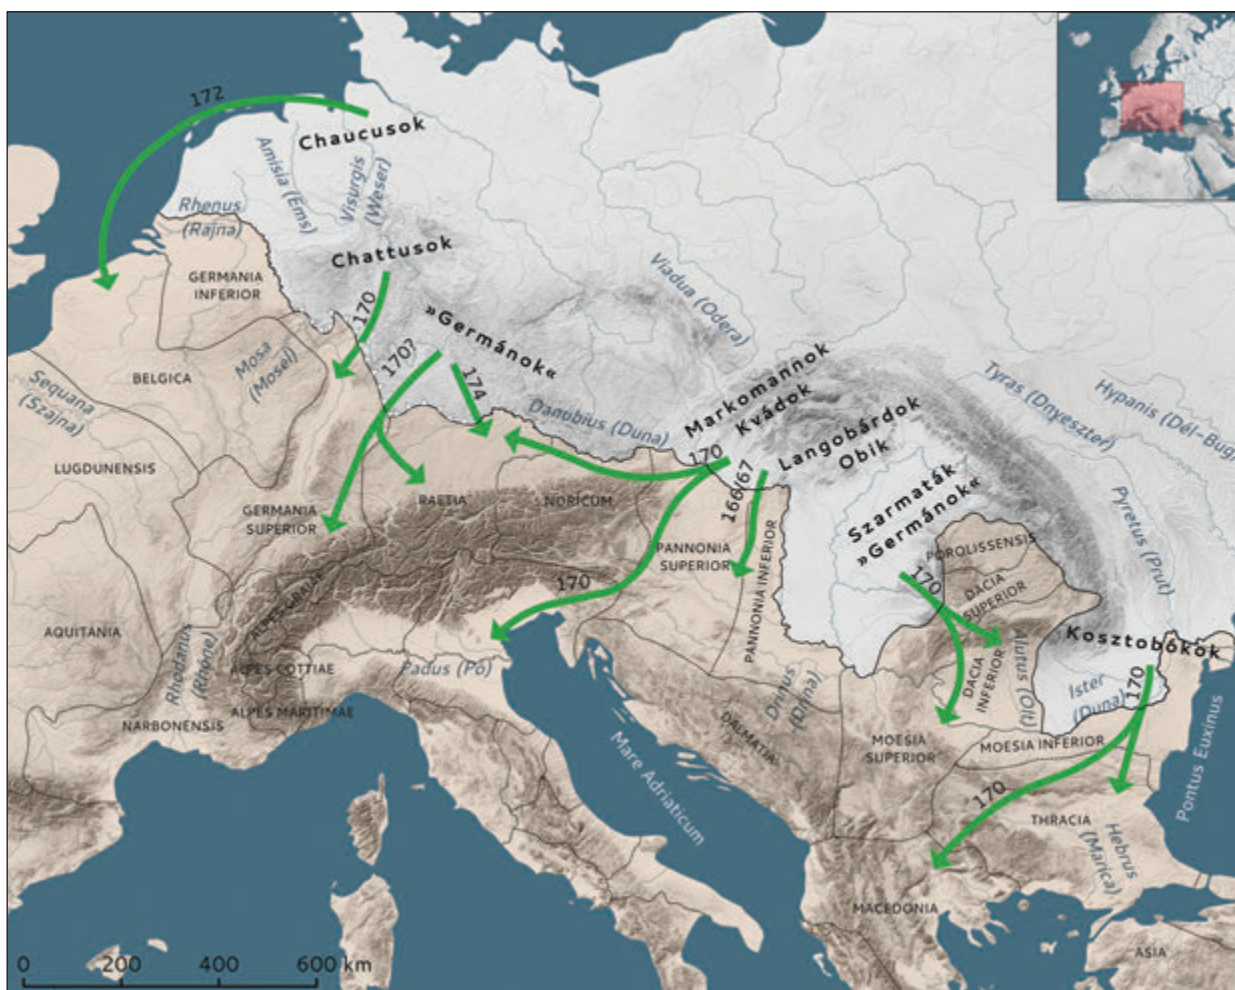 172
Chaucusok
Amisia (Ems)
Visurgis
(Weser)
Rhenus
(Rajna)
Chattusok
GERMANIA
INFERIOR
170
»Germánok«
Viadua (Odera)
Mosa
(Mosel)
170?
174
BELGICA
Sequana
(Szajna)
Danubius (Duna)
Markomannok
Kvádok
Tyras (Dnyeszter)
Hypanis (Dél-Bug)
Langobárdok
Obik
170
166/67
LUGDUNENSIS
Szarmaták
»Germánok«
Pyretus (Prut)
RAETIA
NORICUM
GERMANIA
SUPERIOR
PANNONIA
SUPERIOR
PANNONIA INFERIOR
POROLISSENSIS
DACIA
SUPERIOR
170
170
ALPES GRAIAE
AQUITANIA
Rhodanus
(Rhône)
ALPES COTTIAE
Padus (Pó)
ALPES MARITIMAE
NARBONENSIS
Drinus
(Drina)
DACIA
INFERIOR
Alutus (Olt)
Kosztobókok
Ister
(Duna)
170
DALMATIA
MOESIA
SUPERIOR
MOESIA INFERIOR
Mare Adriaticum
Pontus Euxinus
170
THRACIA
Hebrus
(Marica)
MACEDONIA
ASIA
0 200 400 600 km